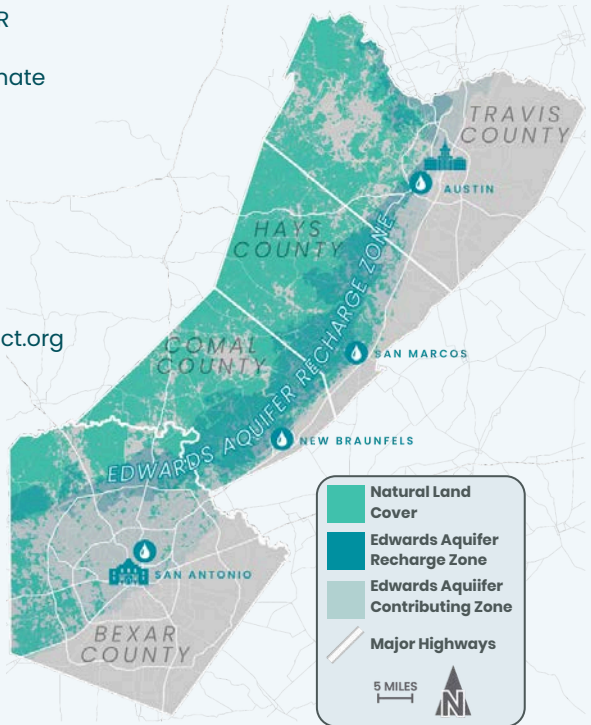 R
nate
ct.org
TRAVIS
COUNTY
AUSTIN
HAYS
COUNTY
EDWARDS AQUIFER RECHARGE ZONE
SAN MARCOS
COMAL
COUNTY
NEW BRAUNFELS
SAN ANTONIO
BEXAR
COUNTY
Natural Land
Cover
Edwards Aquifer
Recharge Zone
Edwards Aquiifer
Contributing Zone
Major Highways
5 MILES
N